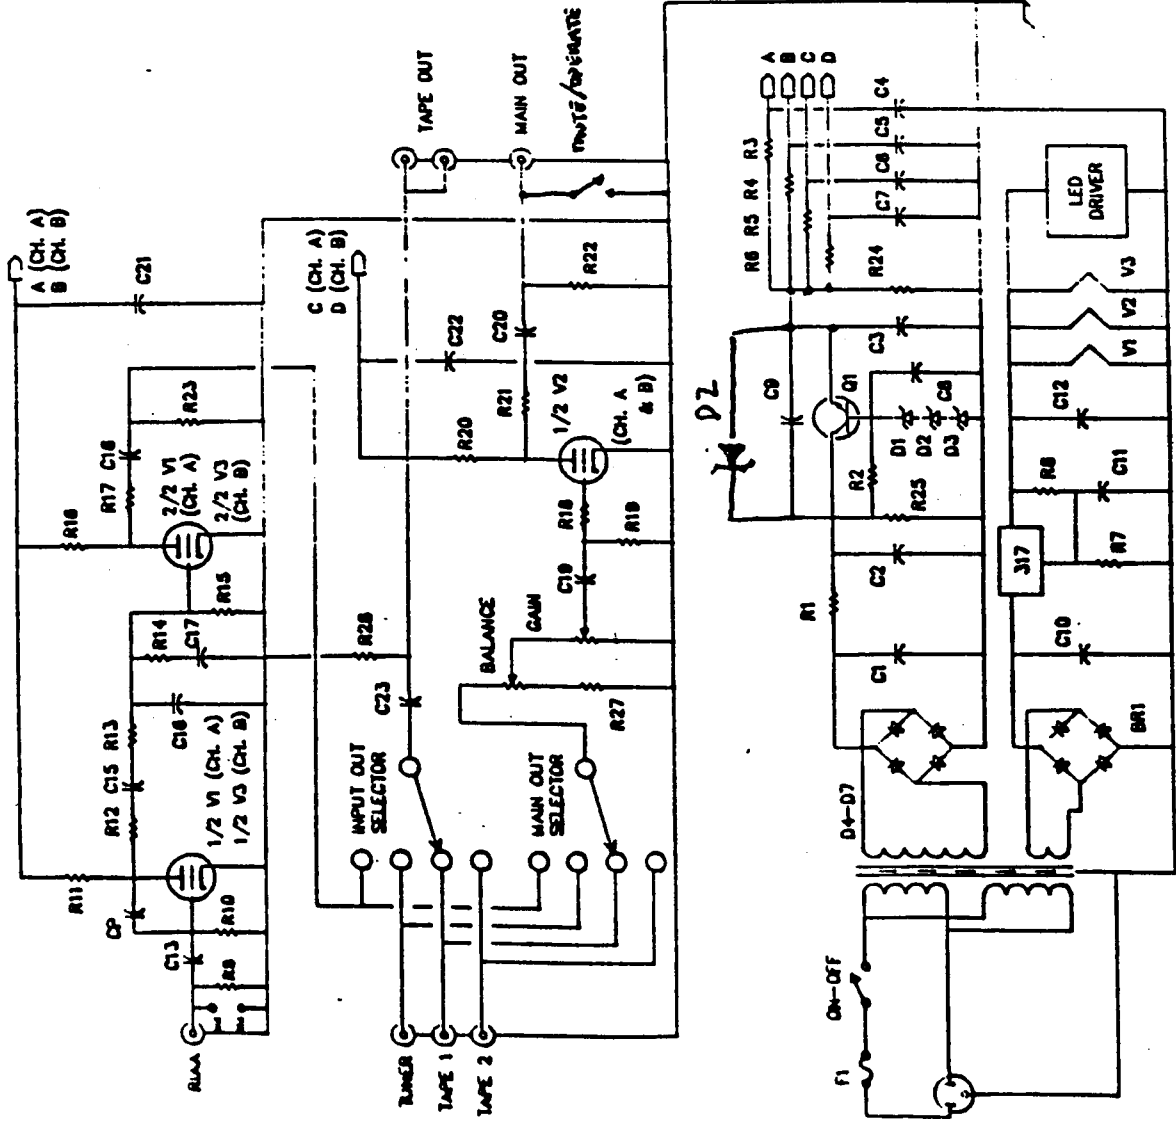 RIAA
C13
R9
CP
R10
R11
R12 C15 R13
1/2 V1 (CH. A)
1/2 V3 (CH. B)
C16
R14
C17
R15
R16
R17 C18
2/2 V1
(CH. A)
2/2 V3
(CH. B)
R23
C21
A (CH. A)
B (CH. B)
TUNER
TAPE 1
TAPE 2
INPUT OUT
SELECTOR
MAIN OUT
SELECTOR
C23
R28
BALANCE
GAIN
R27
C19
R18
R19
R20
1/2 V2
(CH. A
& B)
R21
C20
C22
R22
C (CH. A)
D (CH. B)
TAPE OUT
MAIN OUT
MUTE/OPERATE
DZ
F1
ON-OFF
D4-D7
C1
R1
C2
R25
R2
C9
Q1
D1
D2
D3
C8
C3
R24
R6 R5 R4 R3
C7 C6 C5 C4
A
B
C
D
BR1
C10
317
R7
R8
C11
C12
V1 V2 V3
LED
DRIVER